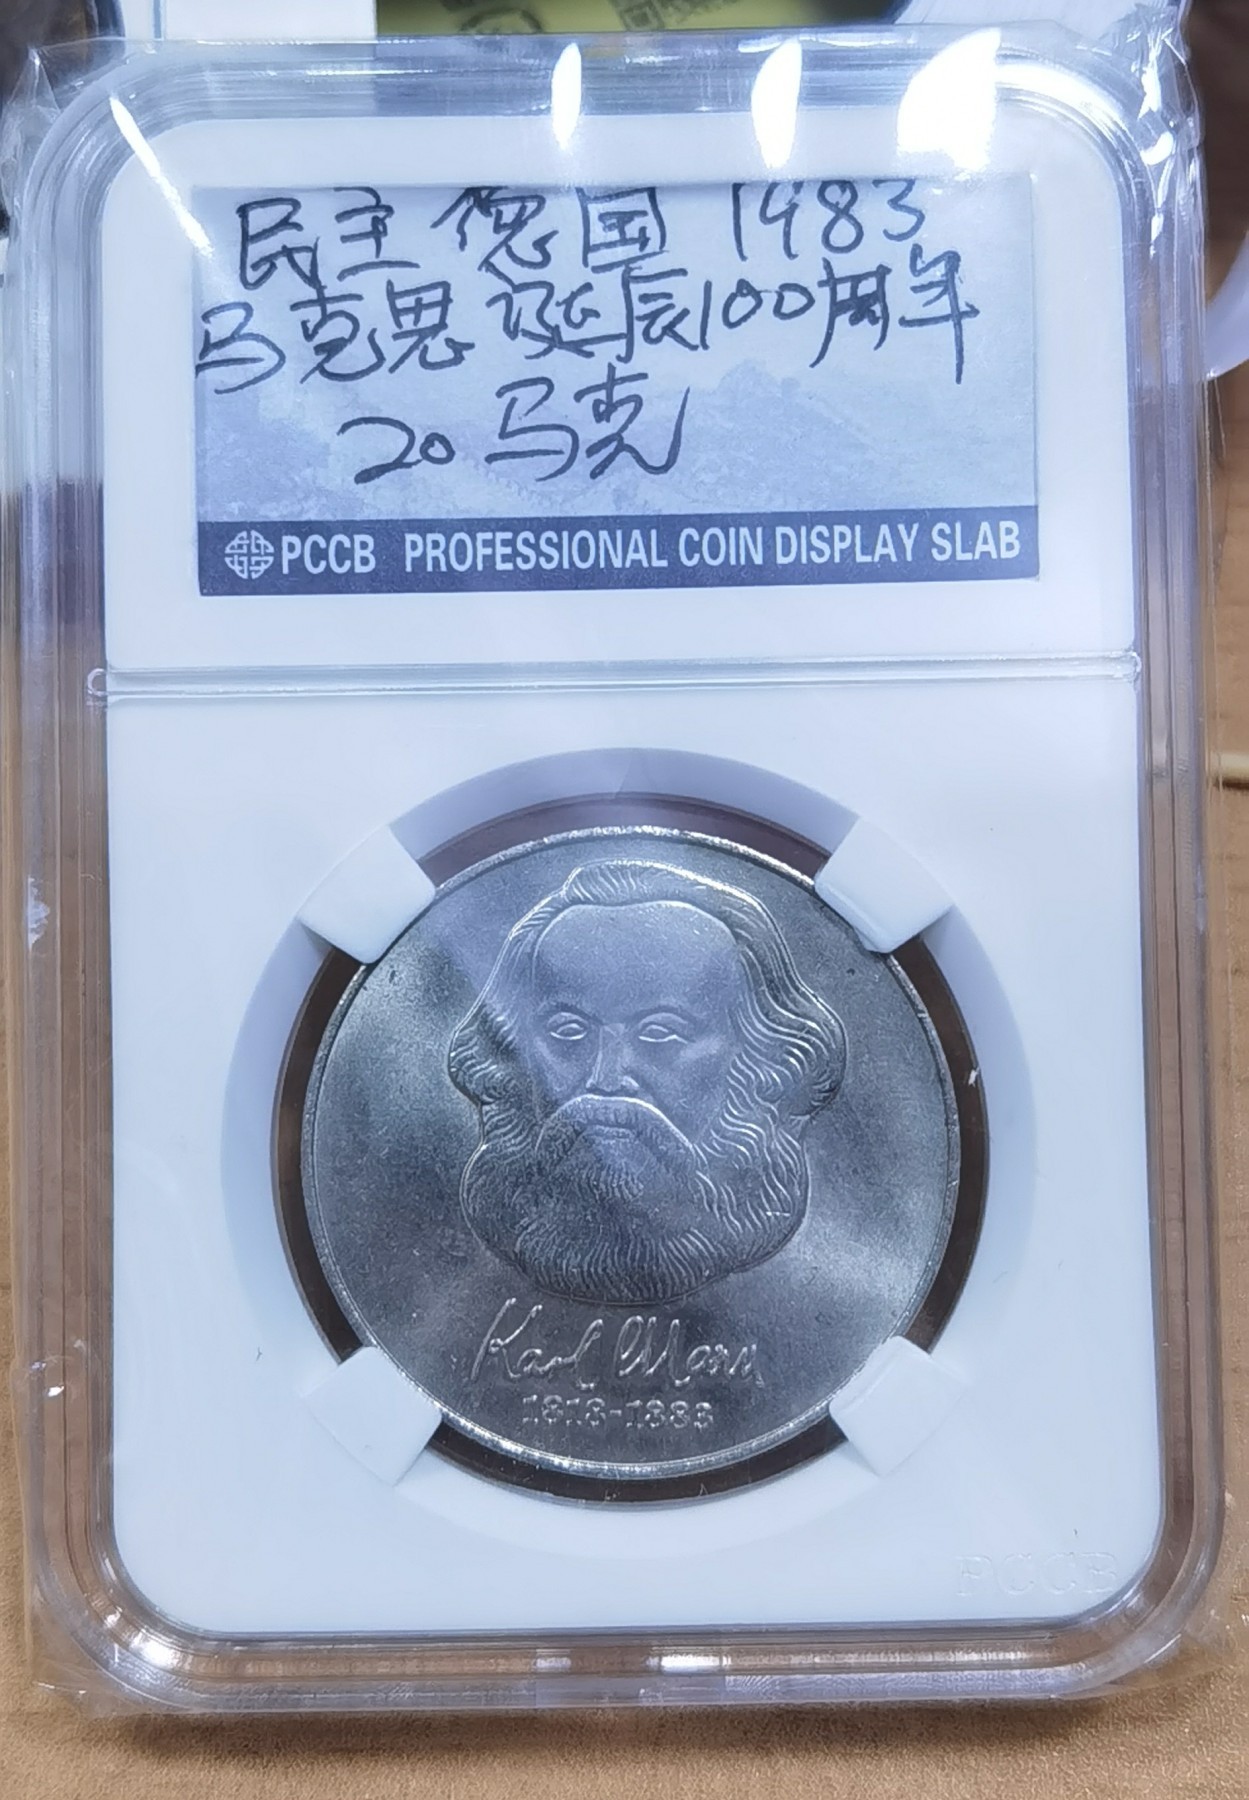 民主德国 1983
马克思诞辰100周年
20 马克
PCCB PROFESSIONAL COIN DISPLAY SLAB
Karl Marx
1818-1883
PCCB